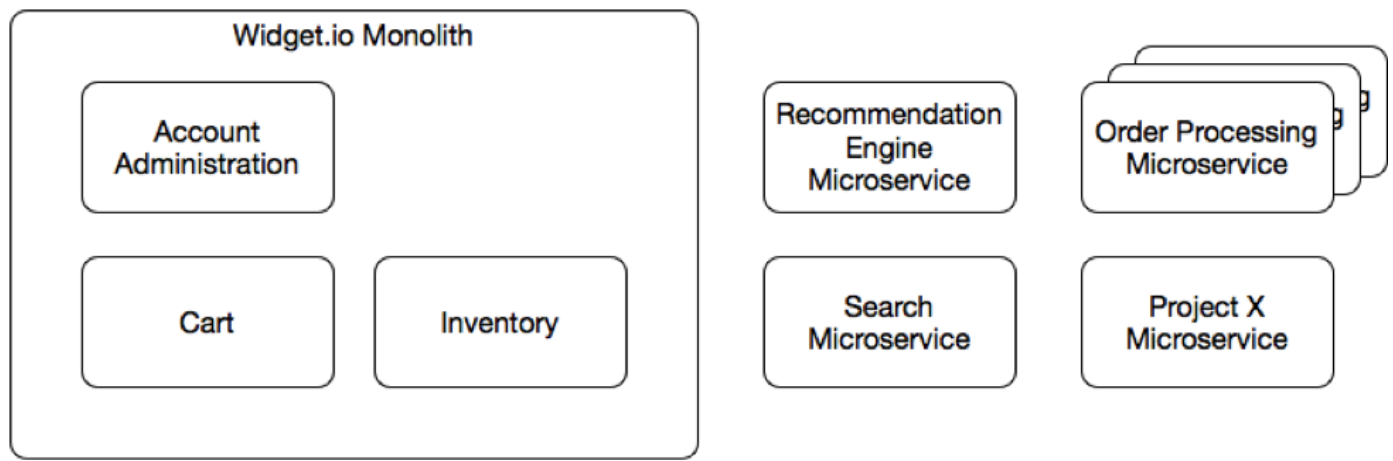 Widget.io Monolith
Account
Administration
Cart
Inventory
Recommendation
Engine
Microservice
Order Processing
Microservice
Search
Microservice
Project X
Microservice